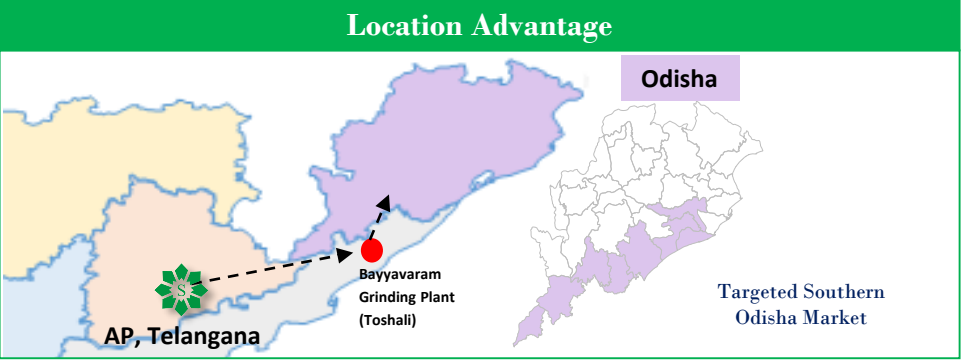 Location Advantage
Odisha
S
Bayyavaram
Grinding Plant
(Toshali)
AP, Telangana
Targeted Southern
Odisha Market